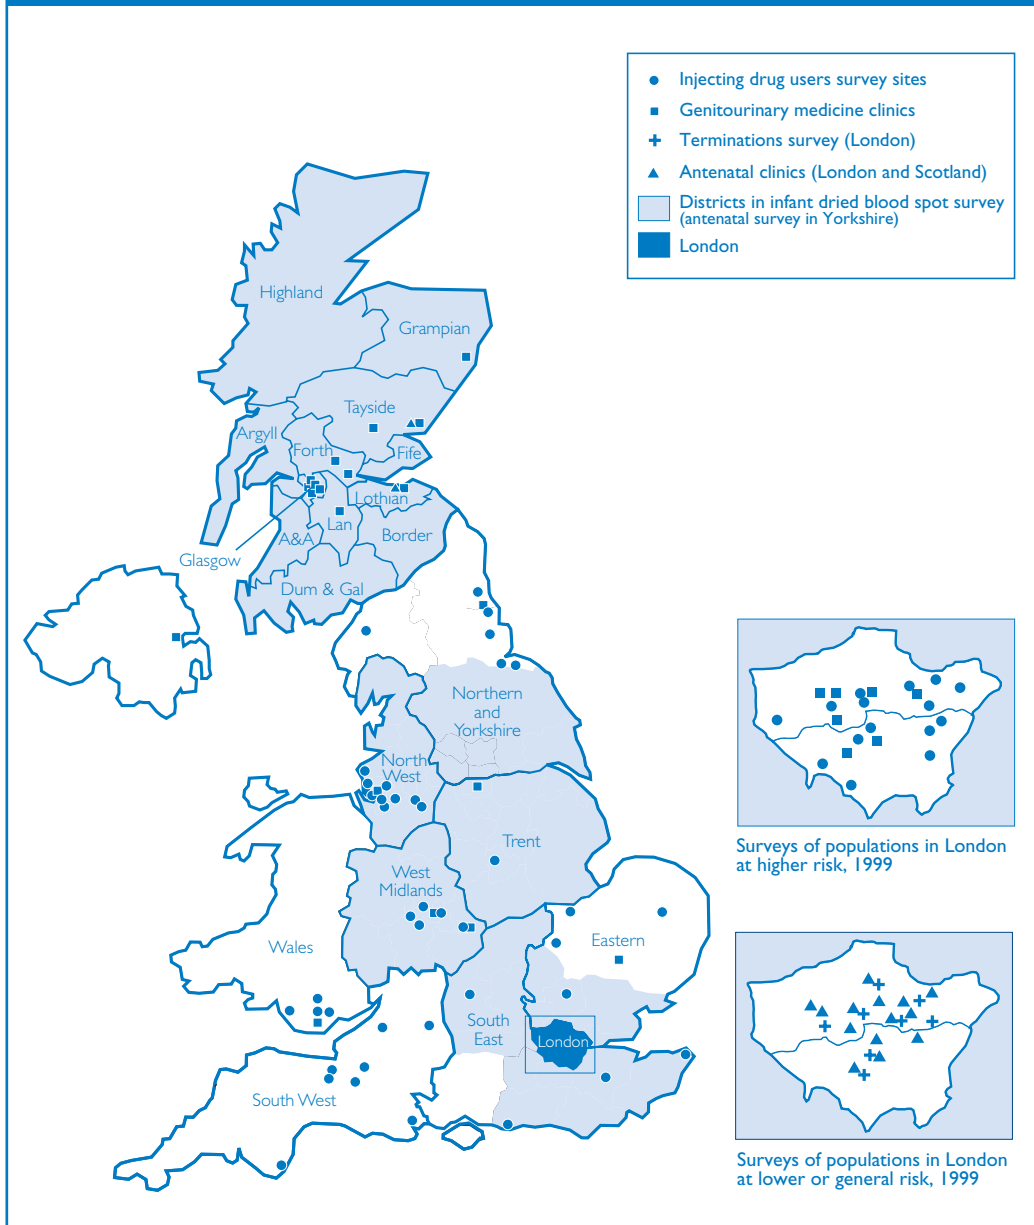 Injecting drug users survey sites
Genitourinary medicine clinics
Terminations survey (London)
Antenatal clinics (London and Scotland)
Districts in infant dried blood spot survey
(antenatal survey in Yorkshire)
London
Highland
Grampian
Tayside
Argyll
Forth
Fife
Lothian
Lan
A&A
Border
Glasgow
Dum & Gal
Northern
and
Yorkshire
North
West
Trent
West
Midlands
Wales
Eastern
South
East
London
South West
Surveys of populations in London
at higher risk, 1999
Surveys of populations in London
at lower or general risk, 1999